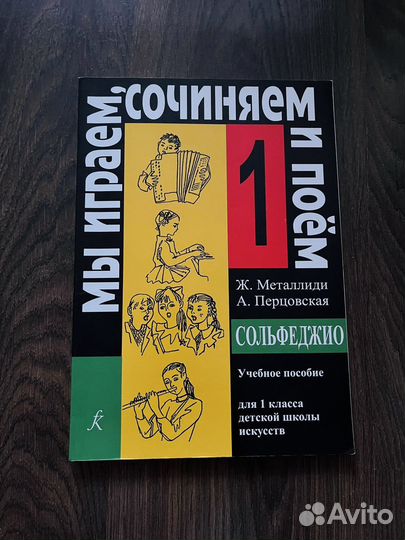 МЫ ИГРАЕМ,
СОЧИНЯЕМ
И ПОЁМ
1
Ж. Металлиди
А. Перцовская
СОЛЬФЕДЖИО
Учебное пособие
для 1 класса
детской школы
искусств
Avito